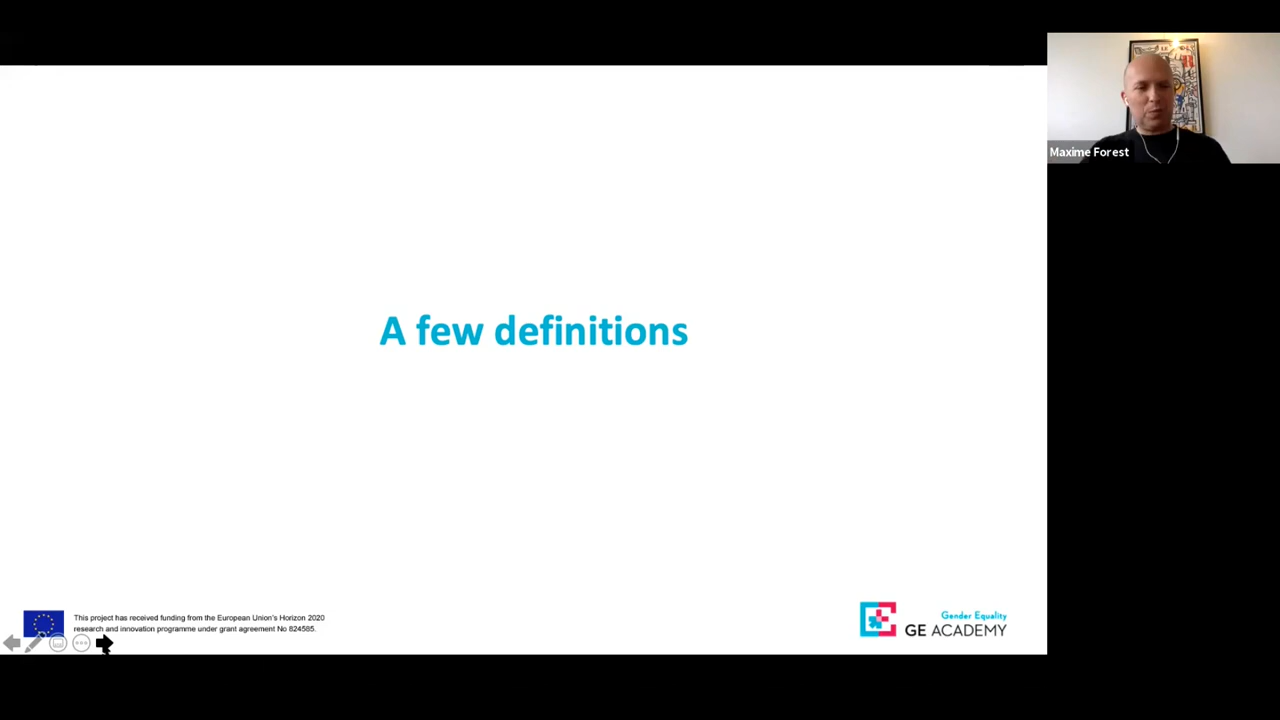 Maxime Forest
A few definitions
This project has received funding from the European Union's Horizon 2020
research and innovation programme under grant agreement No 824585.
Gender Equality
GE ACADEMY